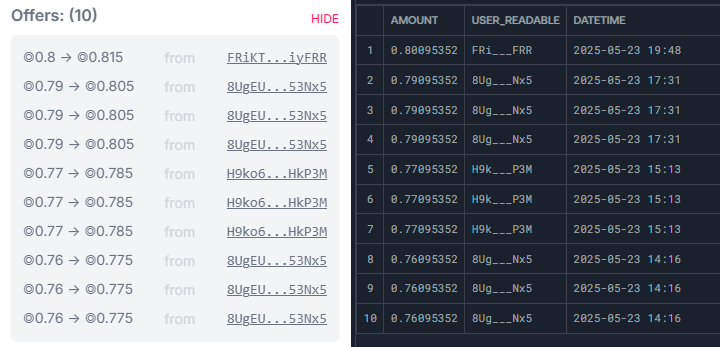 Offers: (10) HIDE
◎0.8 → ◎0.815 from FRiKT...iyFRR
◎0.79 → ◎0.805 from 8UgEU...53Nx5
◎0.79 → ◎0.805 from 8UgEU...53Nx5
◎0.79 → ◎0.805 from 8UgEU...53Nx5
◎0.77 → ◎0.785 from H9ko6...HkP3M
◎0.77 → ◎0.785 from H9ko6...HkP3M
◎0.77 → ◎0.785 from H9ko6...HkP3M
◎0.76 → ◎0.775 from 8UgEU...53Nx5
◎0.76 → ◎0.775 from 8UgEU...53Nx5
◎0.76 → ◎0.775 from 8UgEU...53Nx5
AMOUNT USER_READABLE DATETIME
1 0.80095352 FRi___FRR 2025-05-23 19:48
2 0.79095352 8Ug___Nx5 2025-05-23 17:31
3 0.79095352 8Ug___Nx5 2025-05-23 17:31
4 0.79095352 8Ug___Nx5 2025-05-23 17:31
5 0.77095352 H9k___P3M 2025-05-23 15:13
6 0.77095352 H9k___P3M 2025-05-23 15:13
7 0.77095352 H9k___P3M 2025-05-23 15:13
8 0.76095352 8Ug___Nx5 2025-05-23 14:16
9 0.76095352 8Ug___Nx5 2025-05-23 14:16
10 0.76095352 8Ug___Nx5 2025-05-23 14:16